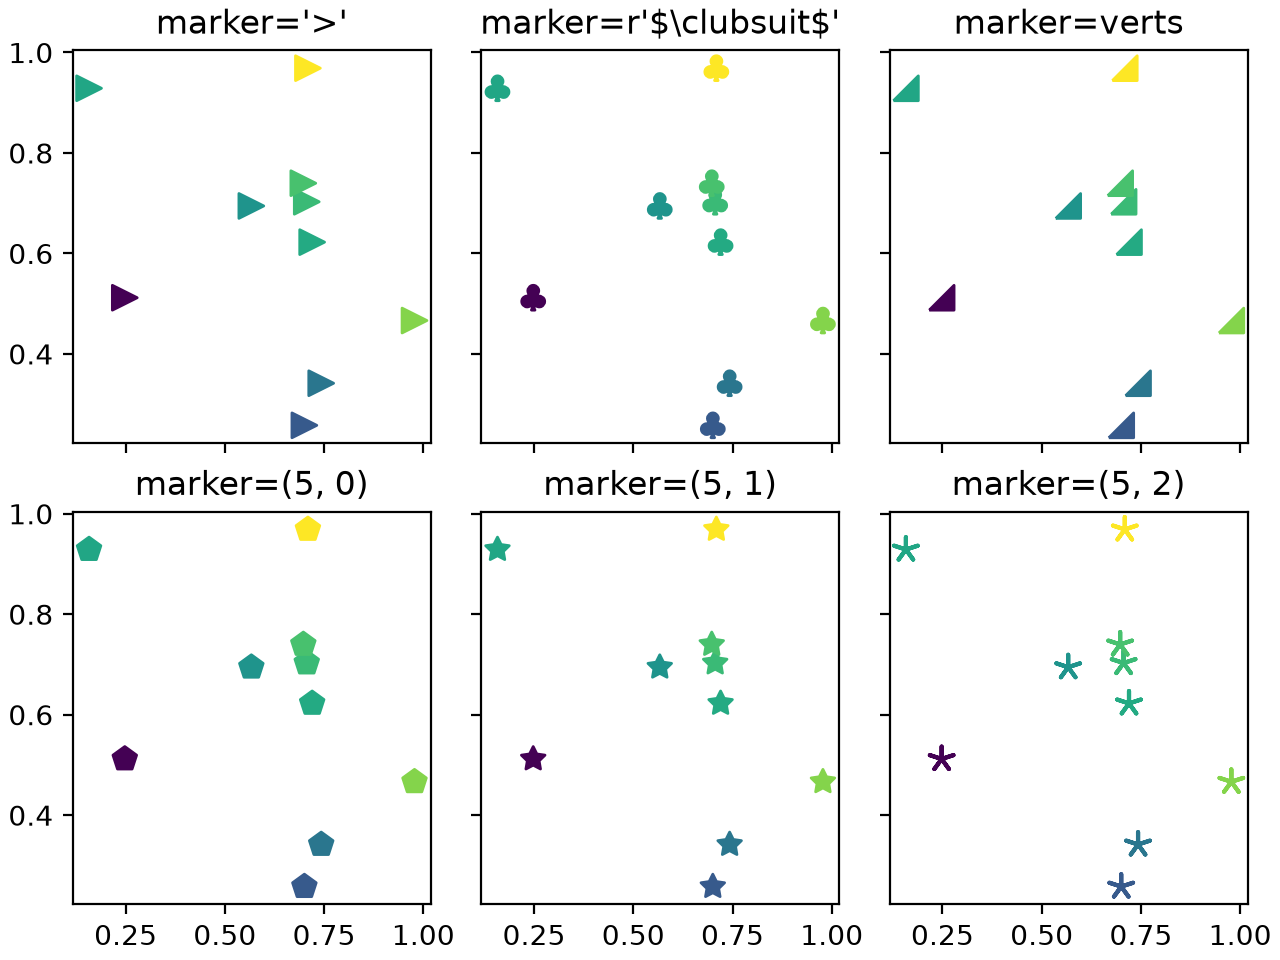 marker='>'
marker=r'$\clubsuit$'
marker=verts
1.0
0.8
0.6
0.4
marker=(5, 0)
marker=(5, 1)
marker=(5, 2)
1.0
0.8
0.6
0.4
0.25 0.50 0.75 1.00
0.25 0.50 0.75 1.00
0.25 0.50 0.75 1.00